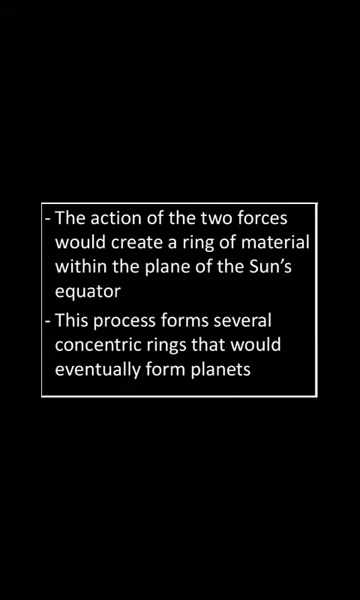 - The action of the two forces
would create a ring of material
within the plane of the Sun's
equator
- This process forms several
concentric rings that would
eventually form planets